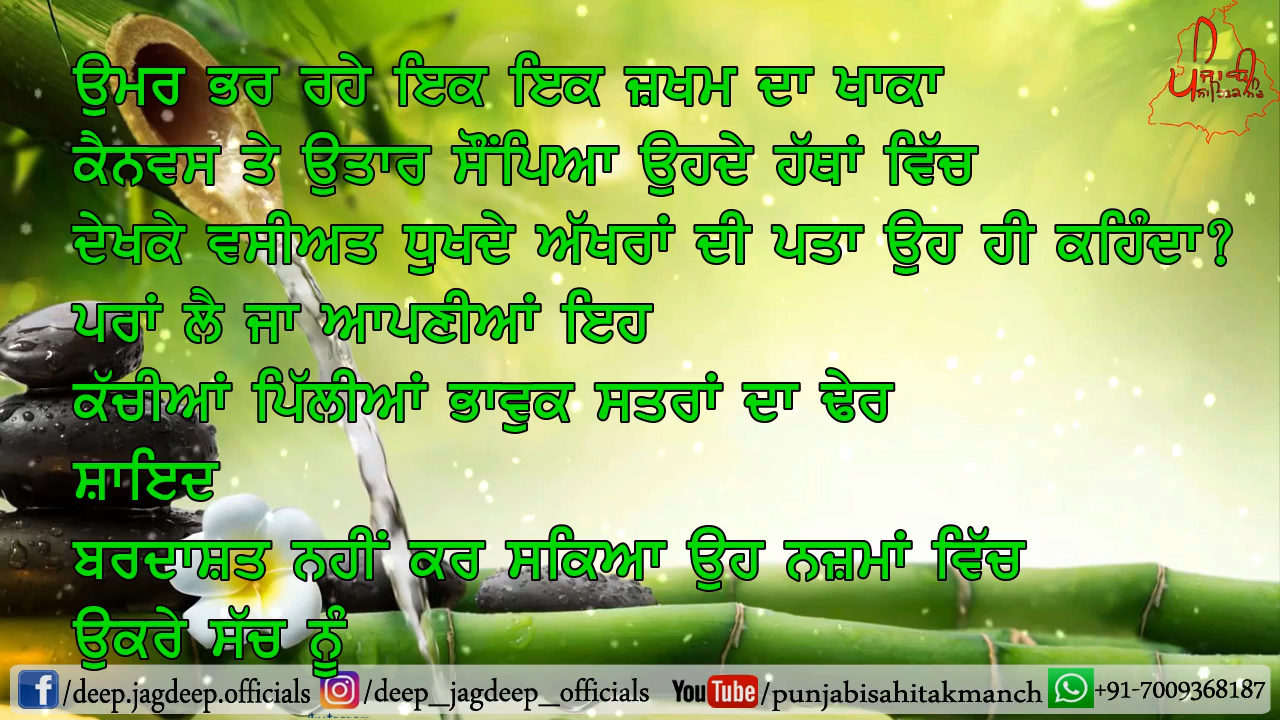 ਉਮਰ ਭਰ ਰਹੇ ਇਕ ਇਕ ਜ਼ਖਮ ਦਾ ਖਾਕਾ
ਕੈਨਵਸ ਤੇ ਉਤਾਰ ਸੌਂਪਿਆ ਉਹਦੇ ਹੱਥਾਂ ਵਿੱਚ
ਦੇਖਕੇ ਵਸੀਅਤ ਧੁਖਦੇ ਅੱਖਰਾਂ ਦੀ ਪਤਾ ਉਹ ਹੀ ਕਹਿੰਦਾ?
ਪਰਾਂ ਲੈ ਜਾ ਆਪਣੀਆਂ ਇਹ
ਕੱਚੀਆਂ ਪਿੱਲੀਆਂ ਭਾਵੁਕ ਸਤਰਾਂ ਦਾ ਢੇਰ
ਸ਼ਾਇਦ
ਬਰਦਾਸ਼ਤ ਨਹੀਂ ਕਰ ਸਕਿਆ ਉਹ ਨਜ਼ਮਾਂ ਵਿੱਚ
ਉਕਰੇ ਸੱਚ ਨੂੰ
/deep.jagdeep.officials /deep_jagdeep_officials YouTube /punjabisahitakmanch +91-7009368187